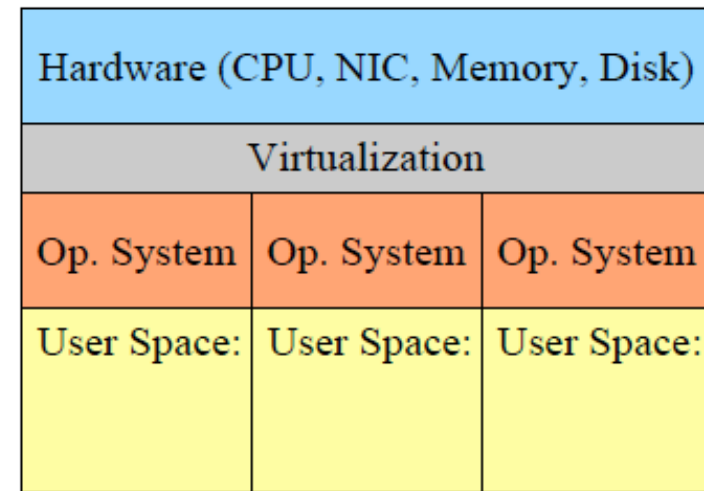 Hardware (CPU, NIC, Memory, Disk)
Virtualization
Op. System Op. System Op. System
User Space: User Space: User Space: